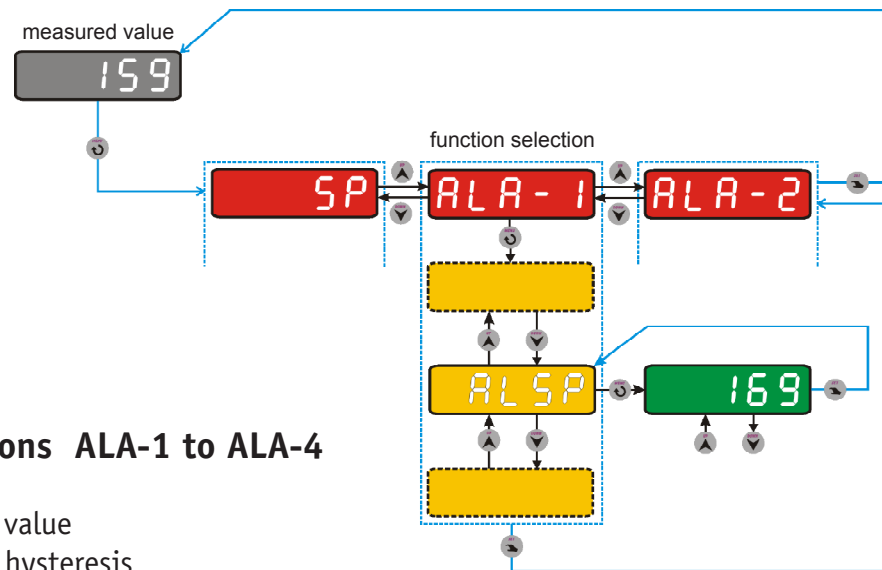 measured value
159
function selection
SP ALA-1 ALA-2
ALSP 169
ons ALA-1 to ALA-4
value
hysteresis